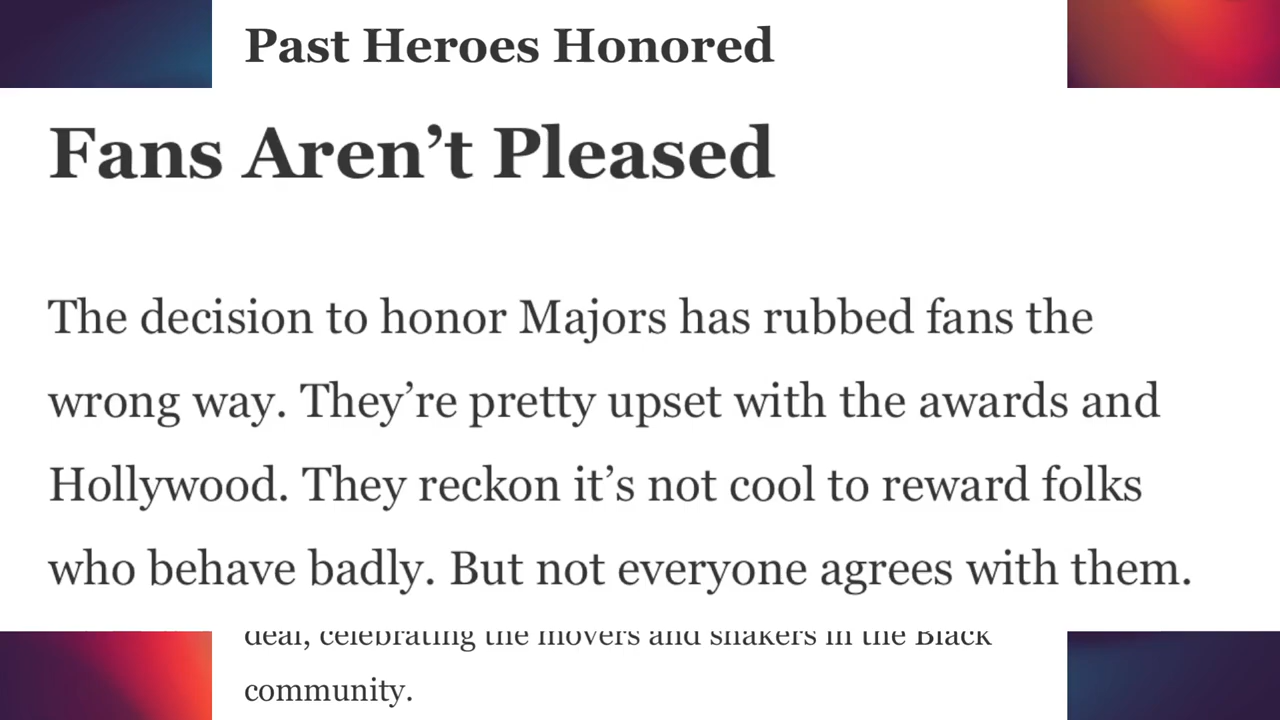 Past Heroes Honored
Fans Aren’t Pleased
The decision to honor Majors has rubbed fans the
wrong way. They’re pretty upset with the awards and
Hollywood. They reckon it’s not cool to reward folks
who behave badly. But not everyone agrees with them.
deal, celebrating the movers and shakers in the Black
community.